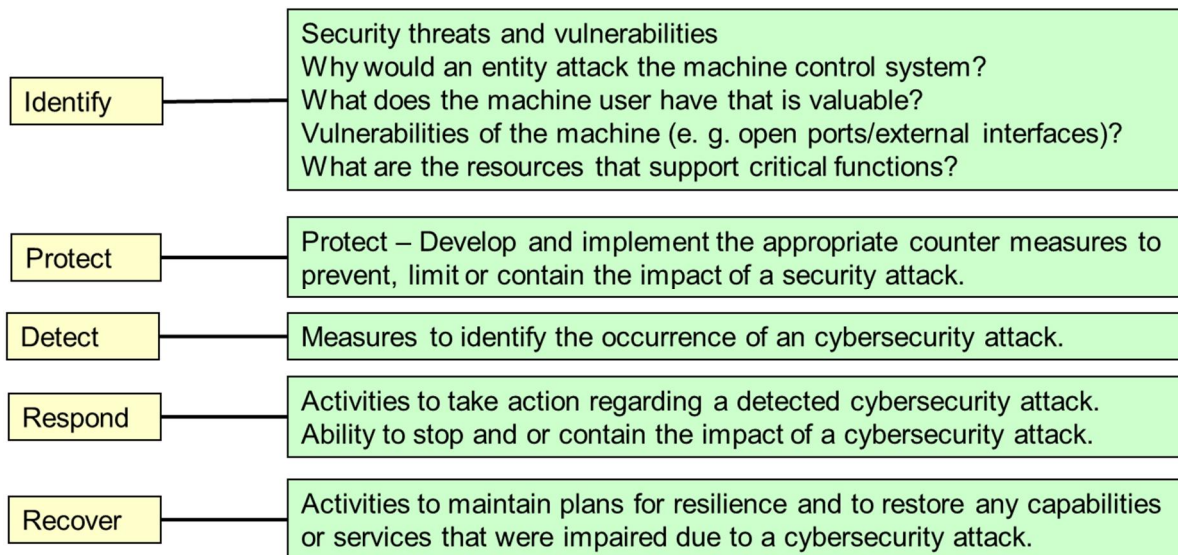 Identify
Security threats and vulnerabilities
Why would an entity attack the machine control system?
What does the machine user have that is valuable?
Vulnerabilities of the machine (e. g. open ports/external interfaces)?
What are the resources that support critical functions?
Protect
Protect – Develop and implement the appropriate counter measures to
prevent, limit or contain the impact of a security attack.
Detect
Measures to identify the occurrence of an cybersecurity attack.
Respond
Activities to take action regarding a detected cybersecurity attack.
Ability to stop and or contain the impact of a cybersecurity attack.
Recover
Activities to maintain plans for resilience and to restore any capabilities
or services that were impaired due to a cybersecurity attack.